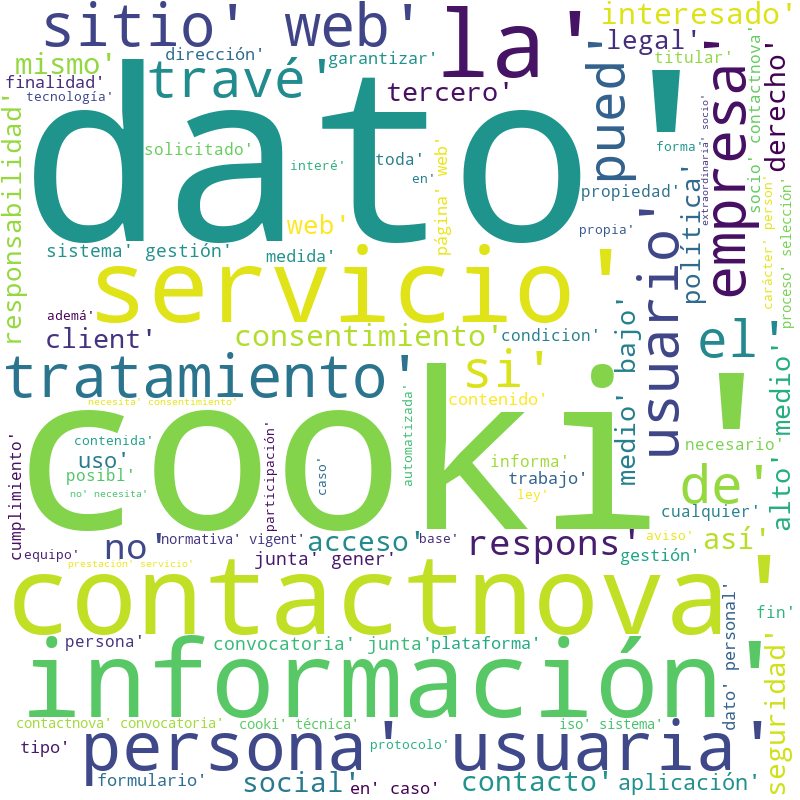 sitio' web'
la'
interesado'
dirección'
garantizar'
pued'
legal'
titular'
mismo'
finalidad'
tecnología'
travé'
tercero'
empresa'
derecho'
socio' contactnova'
dato'
responsabilidad'
solicitado'
interé'
toda'
en'
página' web'
forma'
extraordinaria' socio'
propiedad'
web'
propia'
política'
carácter' person'
proceso' selección'
sistema' gestión'
medida'
servicio'
usuario'
ademá'
client'
consentimiento'
condicion'
el'
medio' bajo'
tratamiento'
si'
alto' medio'
necesita' consentimiento'
contenido'
cooki'
automatizada'
contenida'
necesario'
uso'
posibl'
informa'
trabajo'
de'
no' necesita'
caso'
participación'
ley'
cumplimiento'
cualquier'
no'
normativa' vigent'
acceso'
base'
respons'
aviso'
así'
equipo'
junta' gener'
gestión'
prestación' servicio'
contactnova'
dato' personal'
fin'
persona'
convocatoria' junta'
plataforma'
información'
seguridad'
contactnova' convocatoria'
cooki' técnica'
iso' sistema'
tipo'
persona' usuaria'
protocolo'
formulario'
social'
en' caso'
contacto'
aplicación'